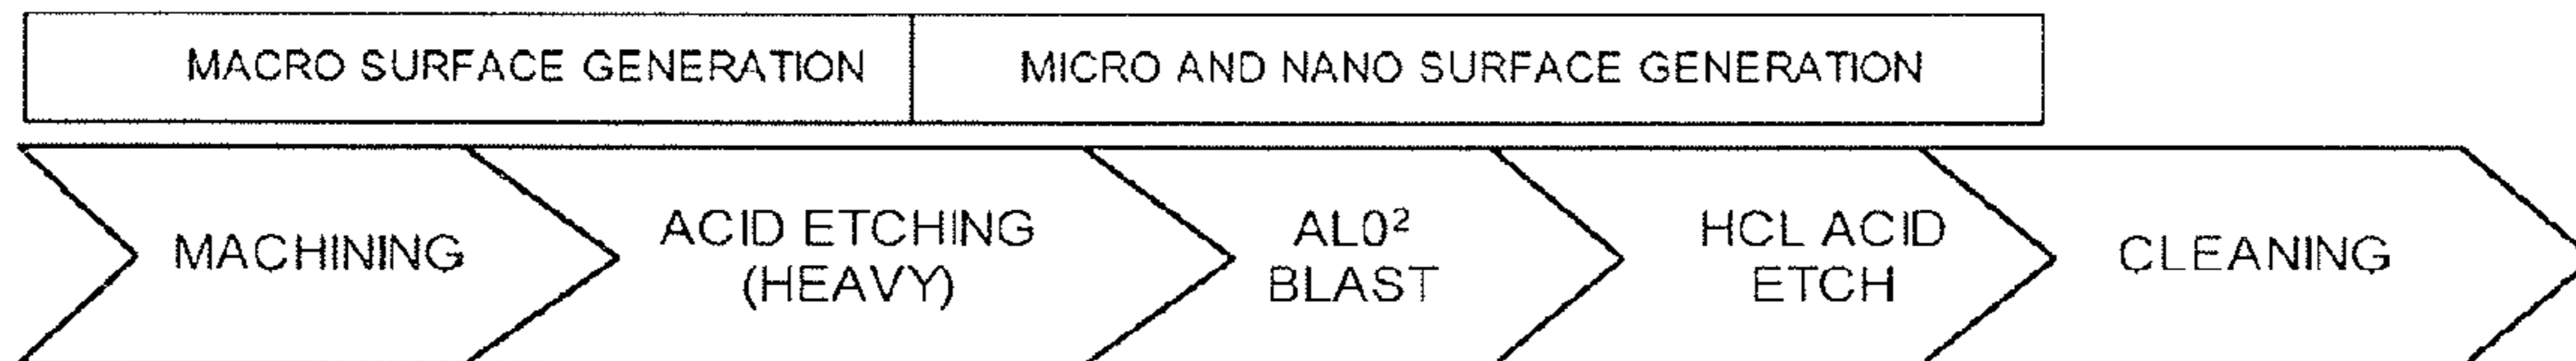 MACRO SURFACE GENERATION
MICRO AND NANO SURFACE GENERATION
MACHINING
ACID ETCHING
(HEAVY)
AL0²
BLAST
HCL ACID
ETCH
CLEANING